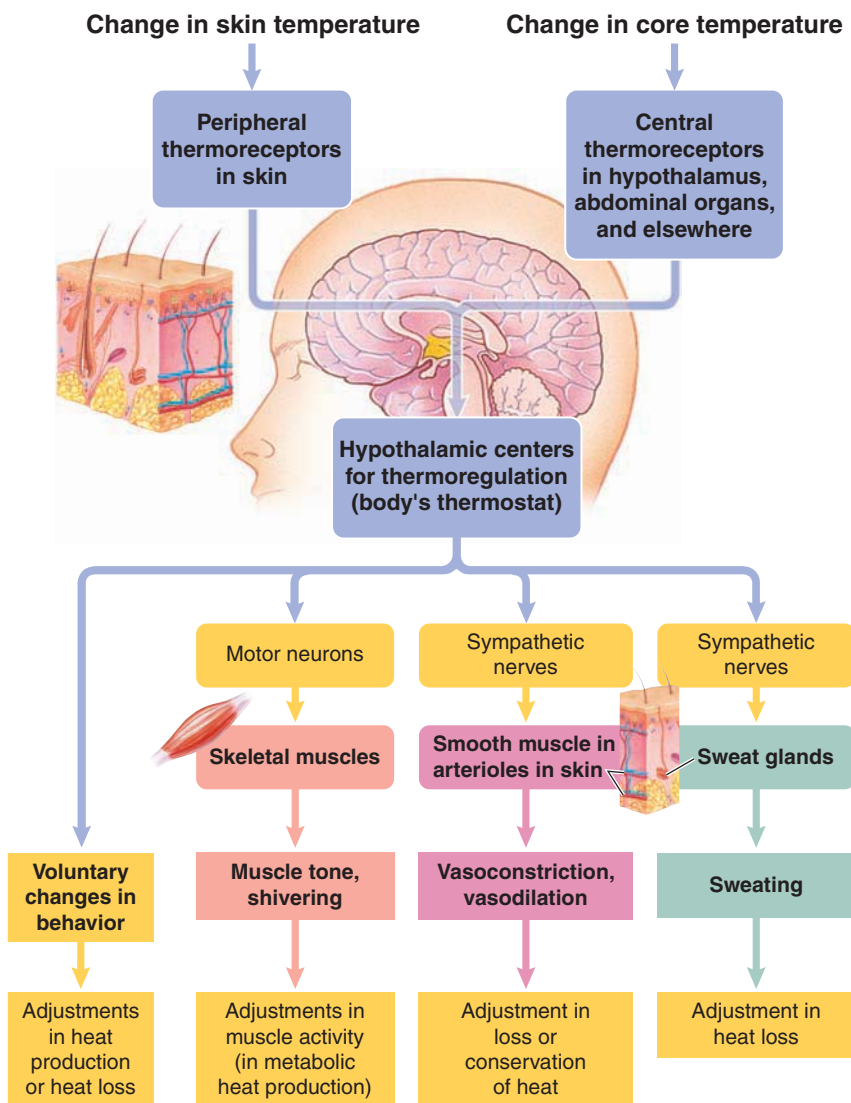 Change in skin temperature
Change in core temperature
Peripheral
thermoreceptors
in skin
Central
thermoreceptors
in hypothalamus,
abdominal organs,
and elsewhere
Hypothalamic centers
for thermoregulation
(body's thermostat)
Motor neurons
Sympathetic
nerves
Sympathetic
nerves
Skeletal muscles
Smooth muscle in
arterioles in skin
Sweat glands
Voluntary
changes in
behavior
Muscle tone,
shivering
Vasoconstriction,
vasodilation
Sweating
Adjustments
in heat
production
or heat loss
Adjustments in
muscle activity
(in metabolic
heat production)
Adjustment in
loss or
conservation
of heat
Adjustment in
heat loss